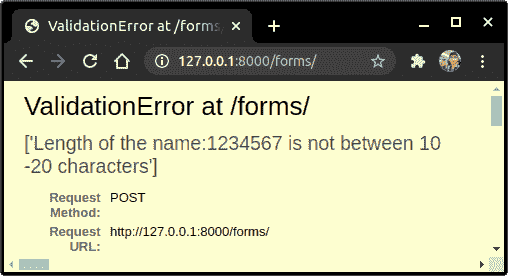 ValidationError at /forms
127.0.0.1:8000/forms/
ValidationError at /forms/
['Length of the name:1234567 is not between 10
-20 characters']
Request Method: POST
Request URL: http://127.0.0.1:8000/forms/